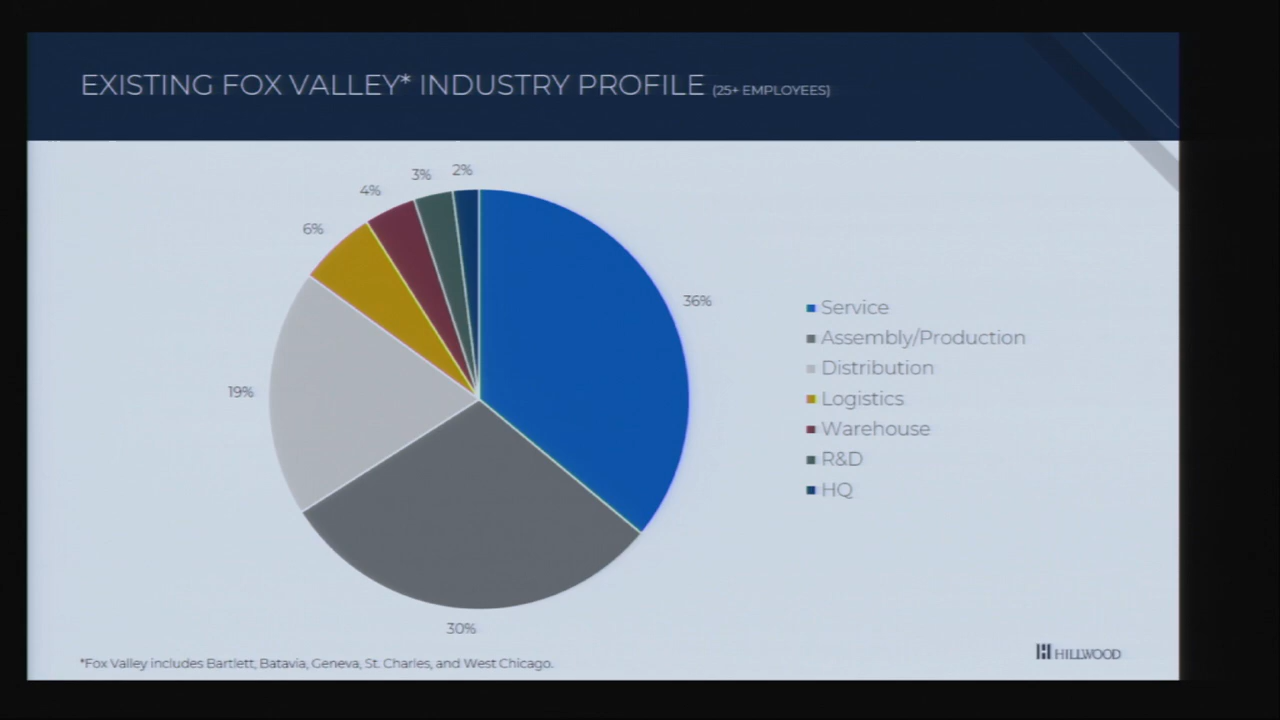 EXISTING FOX VALLEY* INDUSTRY PROFILE (25+ EMPLOYEES)
2%
3%
4%
6%
36%
19%
30%
Service
Assembly/Production
Distribution
Logistics
Warehouse
R&D
HQ
*Fox Valley includes Bartlett, Batavia, Geneva, St. Charles, and West Chicago.
HILLWOOD